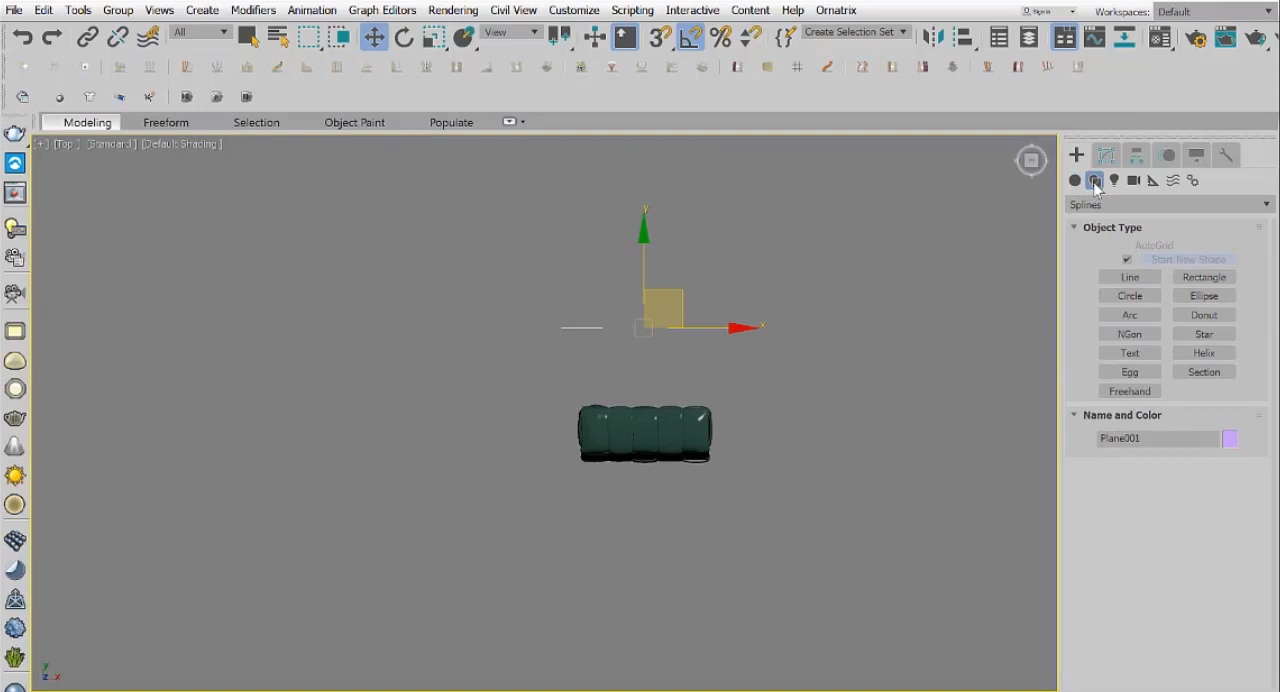 File Edit Tools Group Views Create Modifiers Animation Graph Editors Rendering Civil View Customize Scripting Interactive Content Help Ornatrix Sign In Workspaces: Default
All View Create Selection Set
Modeling Freeform Selection Object Paint Populate
[+] [Top ] [Standard ] [Default Shading ]
Splines
Object Type
AutoGrid
Start New Shape
Line Rectangle
Circle Ellipse
Arc Donut
NGon Star
Text Helix
Egg Section
Freehand
Name and Color
Plane001
y
x
y
z x